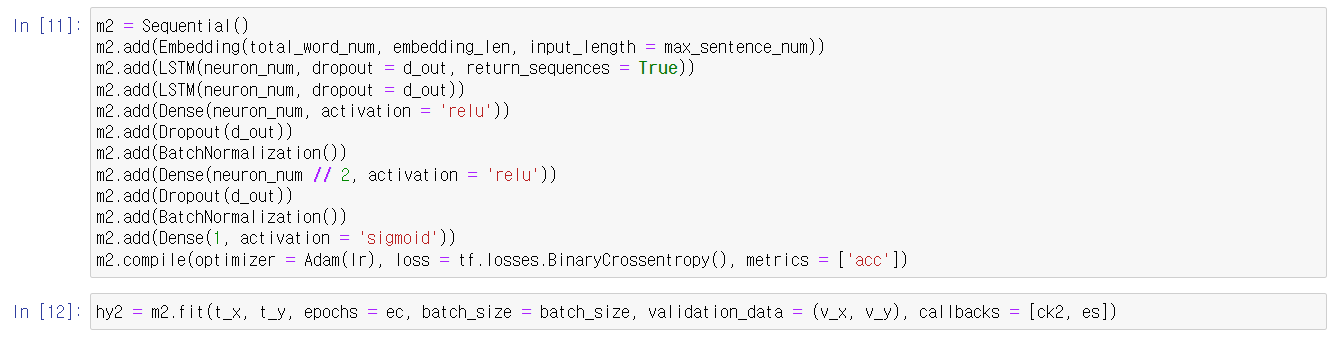 In [11]: m2 = Sequential()
m2.add(Embedding(total_word_num, embedding_len, input_length = max_sentence_num))
m2.add(LSTM(neuron_num, dropout = d_out, return_sequences = True))
m2.add(LSTM(neuron_num, dropout = d_out))
m2.add(Dense(neuron_num, activation = 'relu'))
m2.add(Dropout(d_out))
m2.add(BatchNormalization())
m2.add(Dense(neuron_num // 2, activation = 'relu'))
m2.add(Dropout(d_out))
m2.add(BatchNormalization())
m2.add(Dense(1, activation = 'sigmoid'))
m2.compile(optimizer = Adam(lr), loss = tf.losses.BinaryCrossentropy(), metrics = ['acc'])
In [12]: hy2 = m2.fit(t_x, t_y, epochs = ec, batch_size = batch_size, validation_data = (v_x, v_y), callbacks = [ck2, es])